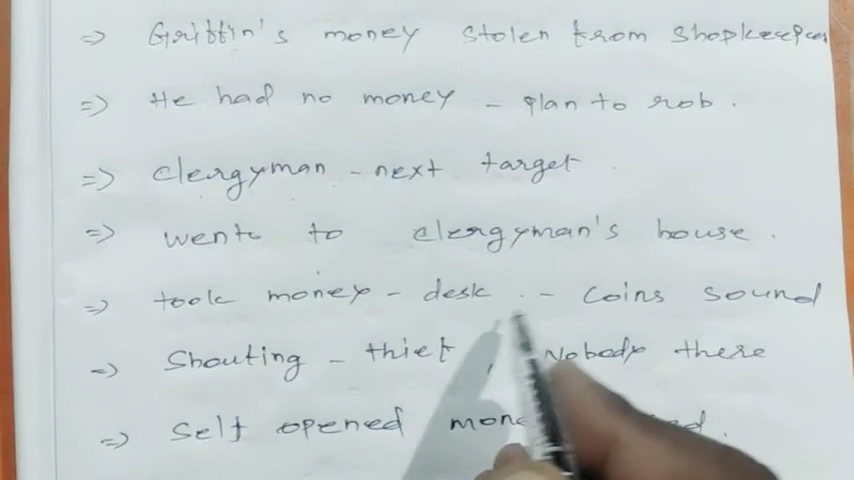 => Griffin's money stolen from shopkeeper
=> He had no money - plan to rob.
=> clergyman - next target.
=> went to clergyman's house.
=> took money - desk - coins sound
=> Shouting - thief, Nobody there
=> Self opened